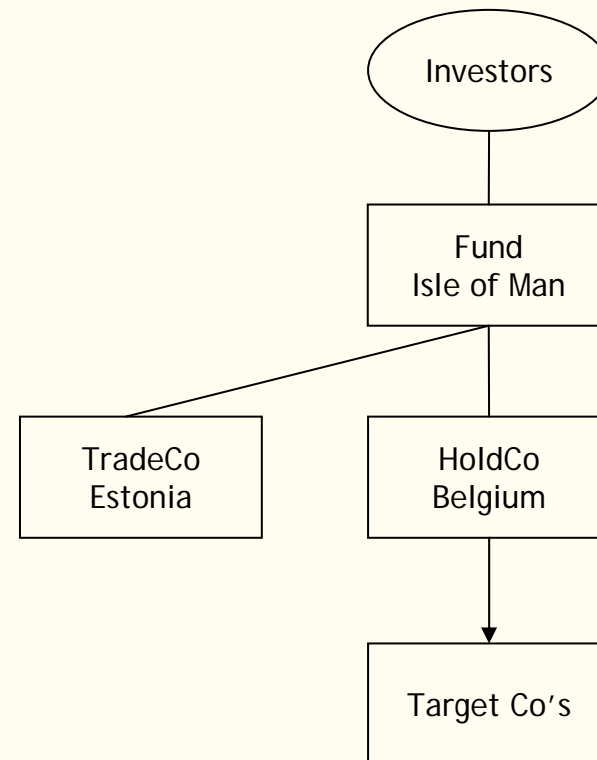 Investors
Fund
Isle of Man
TradeCo
Estonia
HoldCo
Belgium
Target Co's